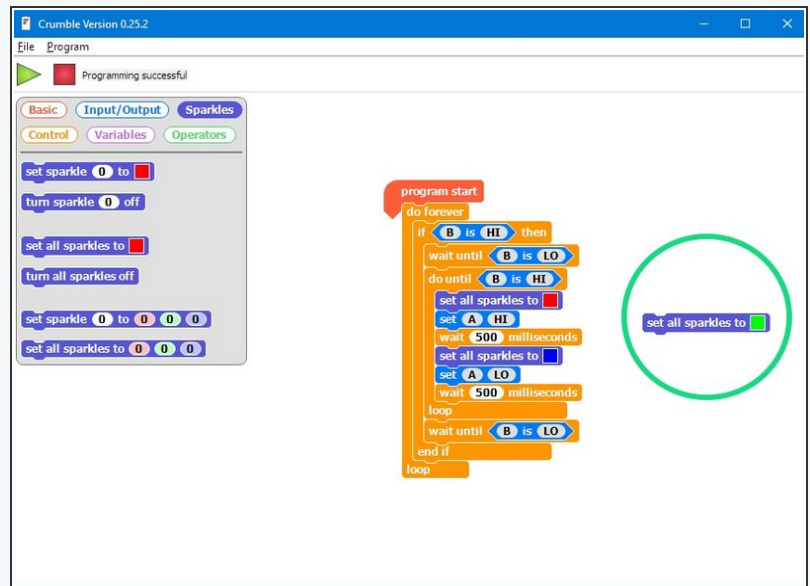 Crumble Version 0.25.2
File Program
Programming successful
Basic Input/Output Sparkles
Control Variables Operators
set sparkle 0 to
turn sparkle 0 off
set all sparkles to
turn all sparkles off
set sparkle 0 to 0 0 0
set all sparkles to 0 0 0
program start
do forever
if B is HI then
wait until B is LO
do until B is HI
set all sparkles to
set A HI
wait 500 milliseconds
set all sparkles to
set A LO
wait 500 milliseconds
loop
wait until B is LO
end if
loop
set all sparkles to